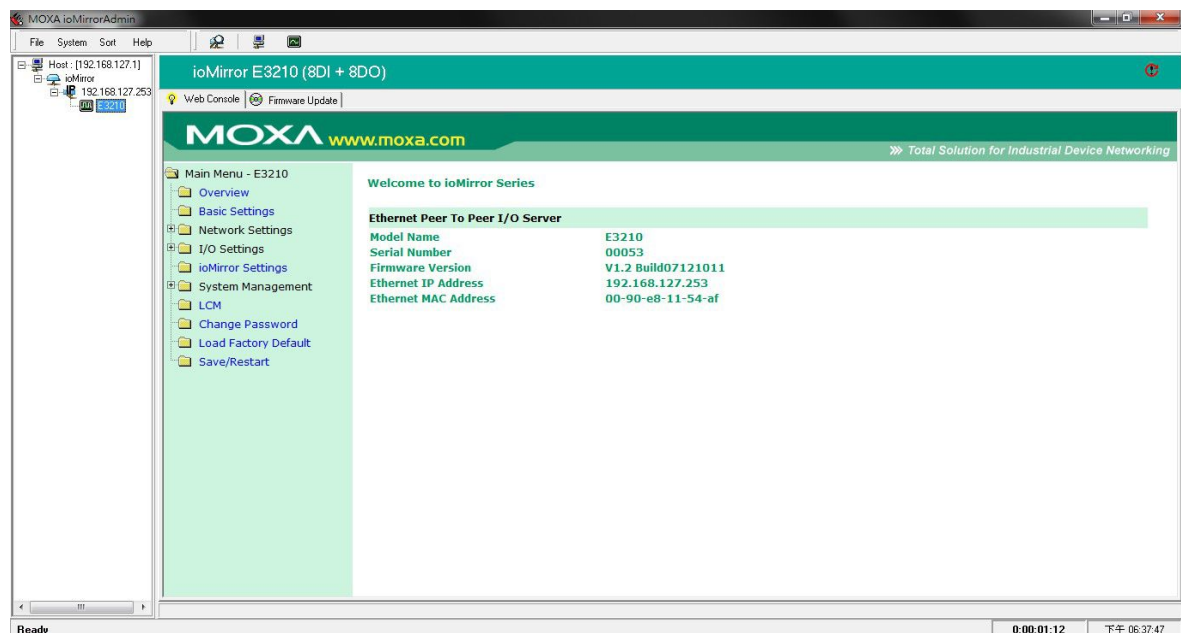 MOXA ioMirrorAdmin
File System Sort Help
Host : [192.168.127.1]
ioMirror
192.168.127.253
E3210
ioMirror E3210 (8DI + 8DO)
Web Console
Firmware Update
MOXA www.moxa.com
Total Solution for Industrial Device Networking
Main Menu - E3210
Overview
Basic Settings
Network Settings
I/O Settings
ioMirror Settings
System Management
LCM
Change Password
Load Factory Default
Save/Restart
Welcome to ioMirror Series
Ethernet Peer To Peer I/O Server
Model Name E3210
Serial Number 00053
Firmware Version V1.2 Build07121011
Ethernet IP Address 192.168.127.253
Ethernet MAC Address 00-90-e8-11-54-af
Ready 0:00:01:12 下午 06:37:47